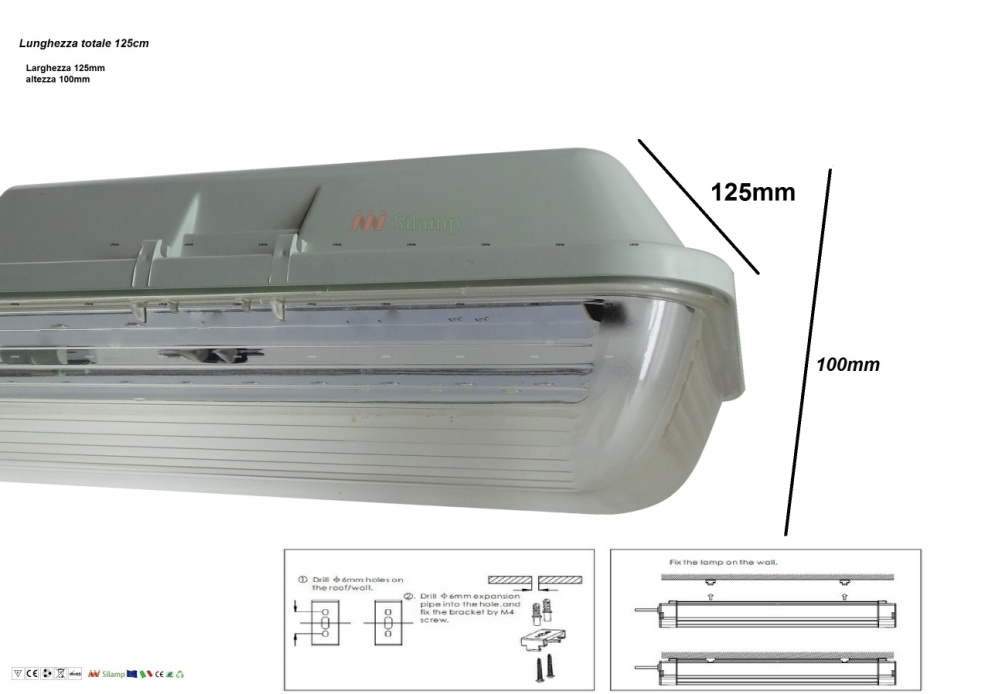 Lunghezza totale 125cm
Larghezza 125mm
altezza 100mm
125mm
Silamp
100mm
① Drill Φ6mm holes on
the roof/wall.
②. Drill Φ6mm expansion
pipe into the hole,and
fix the bracket by M4
screw.
Fix the lamp on the wall.
CE
Silamp
CE